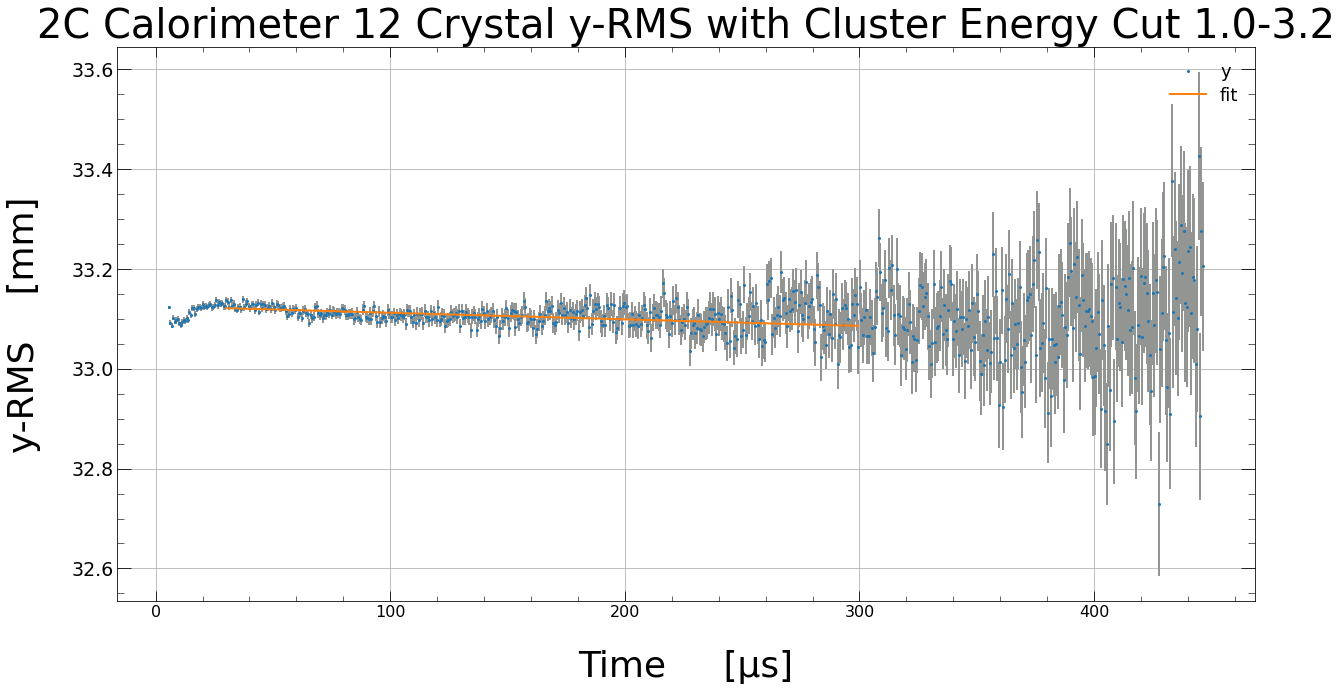 2C Calorimeter 12 Crystal y-RMS with Cluster Energy Cut 1.0-3.2
y-RMS [mm]
33.6
33.4
33.2
33.0
32.8
32.6
y
fit
0 100 200 300 400
Time [μs]